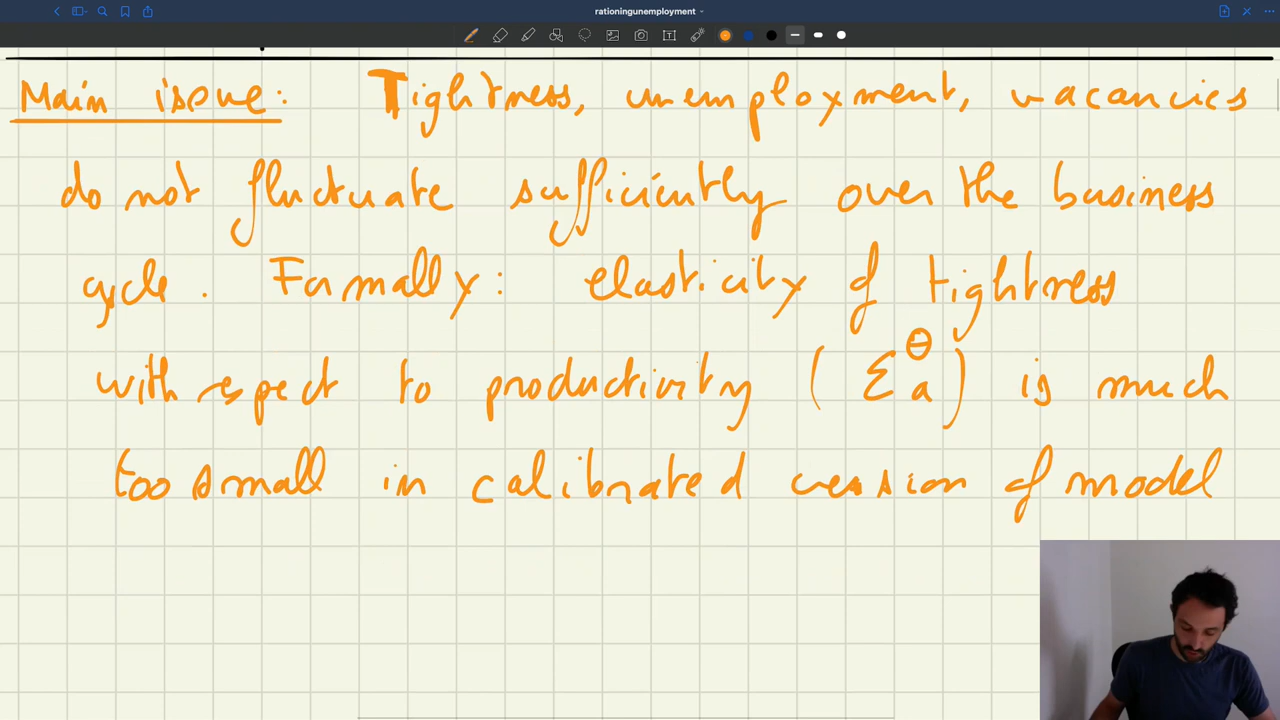 rationingunemployment
Main issue: Tightness, unemployment, vacancies
do not fluctuate sufficiently over the business
cycle. Formally: elasticity of tightness
with respect to productivity (Ɛ^θ_a) is much
too small in calibrated version of model